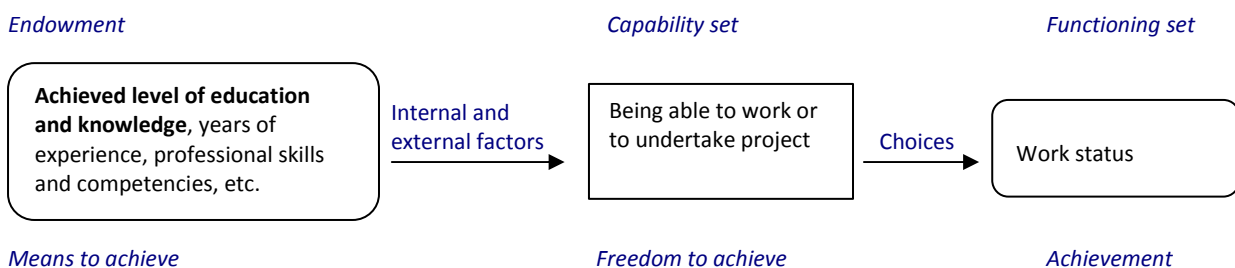 Endowment
Capability set
Functioning set
Achieved level of education
and knowledge, years of
experience, professional skills
and competencies, etc.
Internal and
external factors
Being able to work or
to undertake project
Choices
Work status
Means to achieve
Freedom to achieve
Achievement